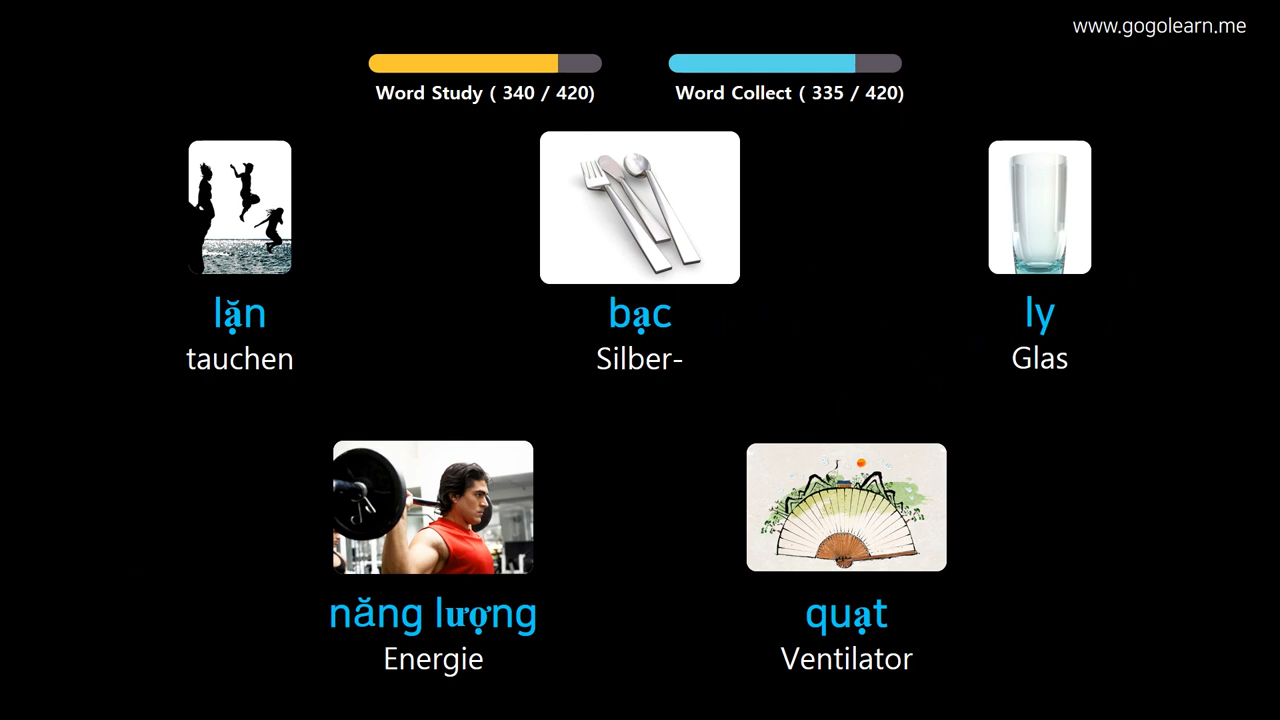 www.gogolearn.me
Word Study ( 340 / 420)
Word Collect ( 335 / 420)
lặn
tauchen
bạc
Silber-
ly
Glas
năng lượng
Energie
quạt
Ventilator